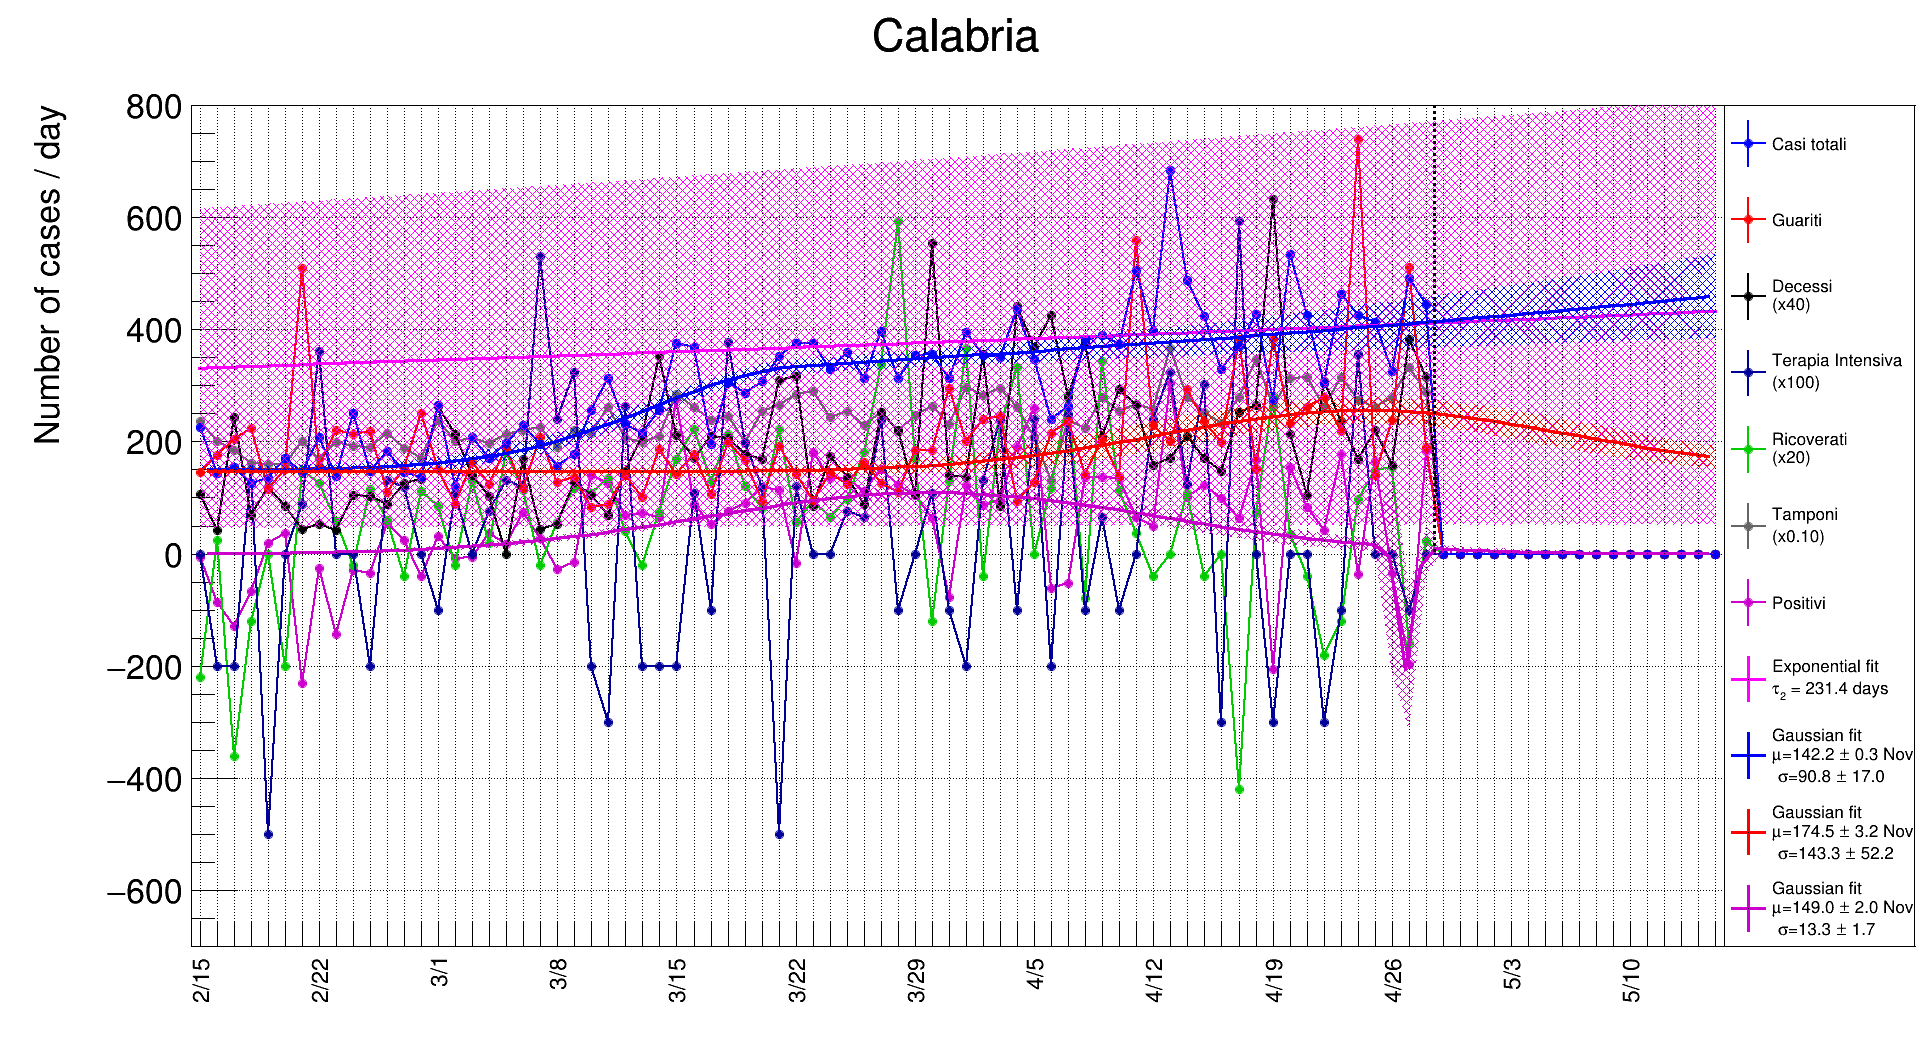 Calabria
Number of cases / day
800
600
400
200
0
−200
−400
−600
2/15
2/22
3/1
3/8
3/15
3/22
3/29
4/5
4/12
4/19
4/26
5/3
5/10
Casi totali
Guariti
Decessi
(x40)
Terapia Intensiva
(x100)
Ricoverati
(x20)
Tamponi
(x0.10)
Positivi
Exponential fit
τ2 = 231.4 days
Gaussian fit
μ=142.2 ± 0.3 Nov
σ=90.8 ± 17.0
Gaussian fit
μ=174.5 ± 3.2 Nov
σ=143.3 ± 52.2
Gaussian fit
μ=149.0 ± 2.0 Nov
σ=13.3 ± 1.7